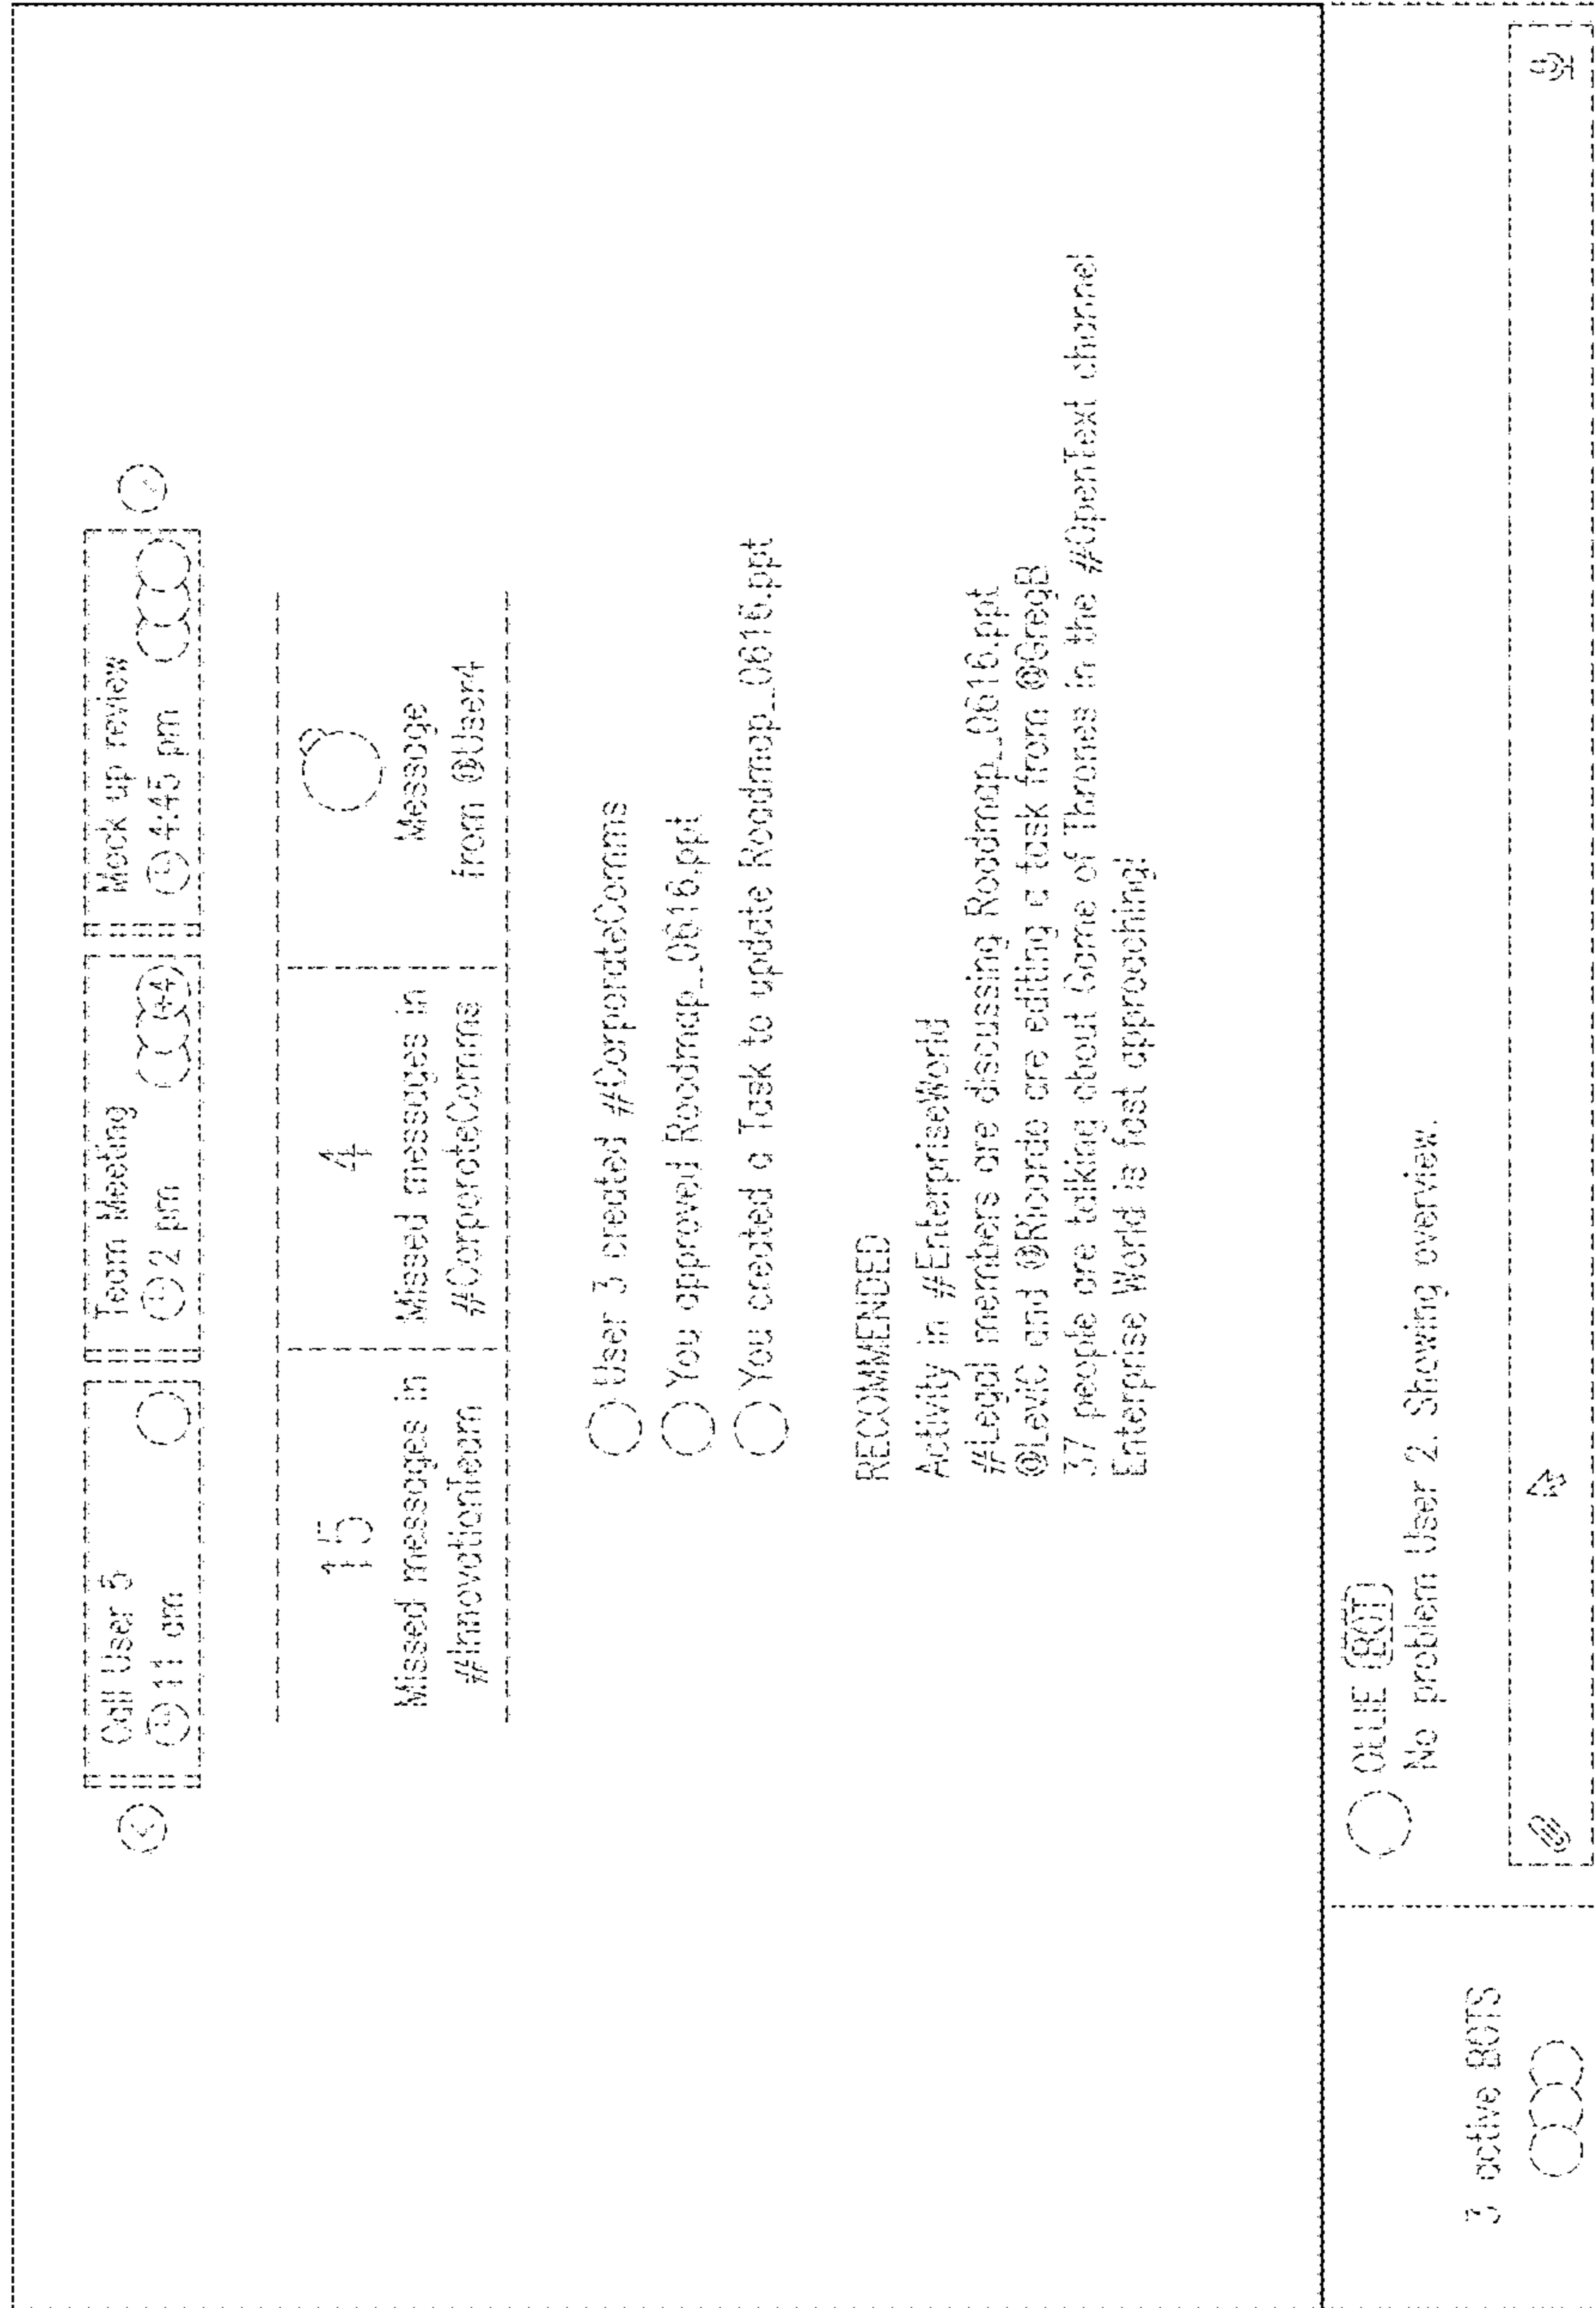 Call User 5
11 am
Team Meeting
2 pm
+4
Mock up review
4:45 pm
15
Missed messages in
#InnovationTeam
4
Missed messages in
#CorporateComms
Message
from @User4
User 3 created #CorporateComms
You approved Roadmap_0616.ppt
You created a Task to update Roadmap_0616.ppt
RECOMMENDED
Activity in #EnterpriseWorld
#Legal members are discussing Roadmap_0616.ppt
@LeviC and @Ricardo are editing a task from @GregB
37 people are talking about Game of Thrones in the #OpenText channel
Enterprise World is fast approaching!
3 active BOTS
OLLIE BOT
No problem User 2. Showing overview.